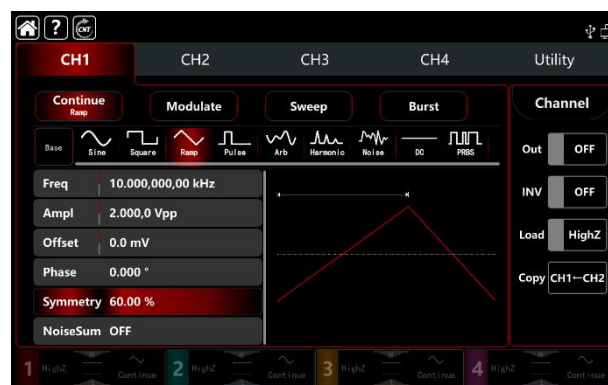 ? CNT
CH1 CH2 CH3 CH4 Utility
Continue Modulate Sweep Burst Channel
Ramp
Base Sine Square Ramp Pulse Arb Harmonic Noise DC PRBS
Out OFF
Freq 10.000,000,00 kHz
INV OFF
Ampl 2.000,0 Vpp
Offset 0.0 mV
Load HighZ
Phase 0.000 °
Copy CH1←CH2
Symmetry 60.00 %
NoiseSum OFF
1 HighZ Continue 2 HighZ Continue 3 HighZ Continue 4 HighZ Continue